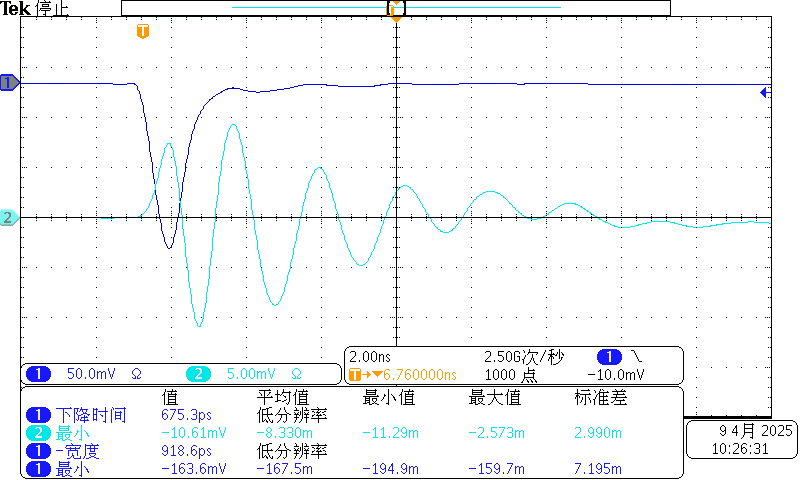 Tek 停止
T
1
2
1 50.0mV Ω 2 5.00mV Ω
2.00ns 2.50G次/秒 1
T→▼6.760000ns 1000 点 -10.0mV
值 平均值 最小值 最大值 标准差
1 下降时间 675.3ps 低分辨率
2 最小 -10.61mV -8.330m -11.29m -2.573m 2.990m
1 -宽度 918.6ps 低分辨率
1 最小 -163.6mV -167.5m -194.9m -159.7m 7.195m
9 4月 2025
10:26:31